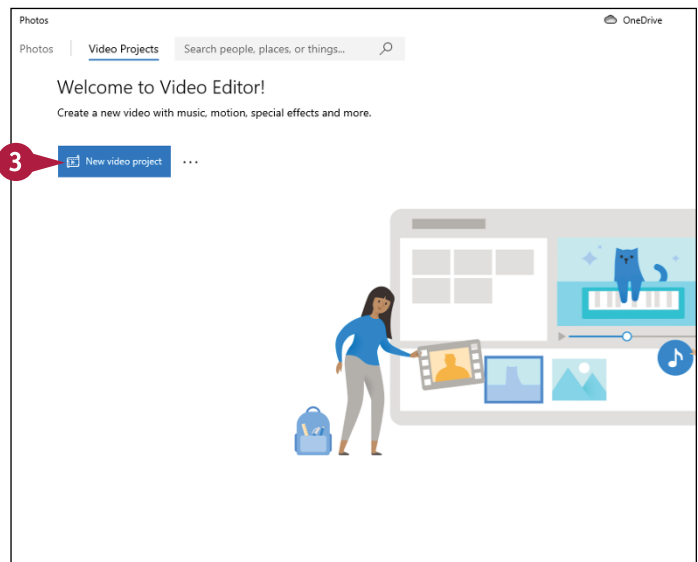 Photos
OneDrive
Photos
Video Projects
Search people, places, or things...
Welcome to Video Editor!
Create a new video with music, motion, special effects and more.
3
New video project
...